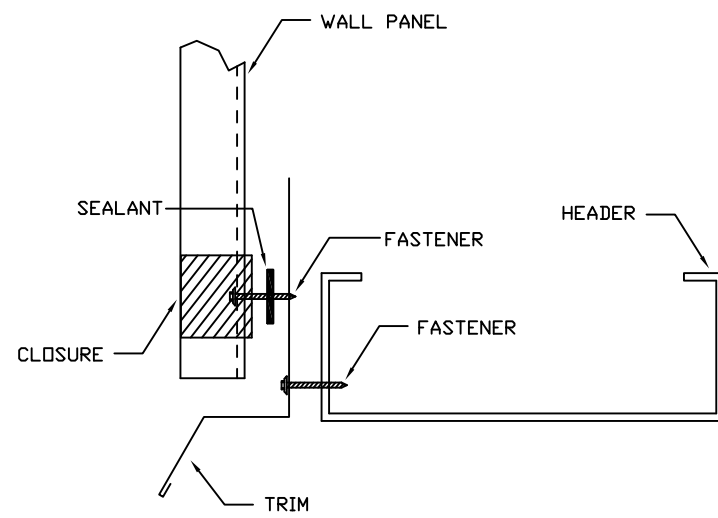 WALL PANEL
SEALANT
HEADER
FASTENER
FASTENER
CLOSURE
TRIM